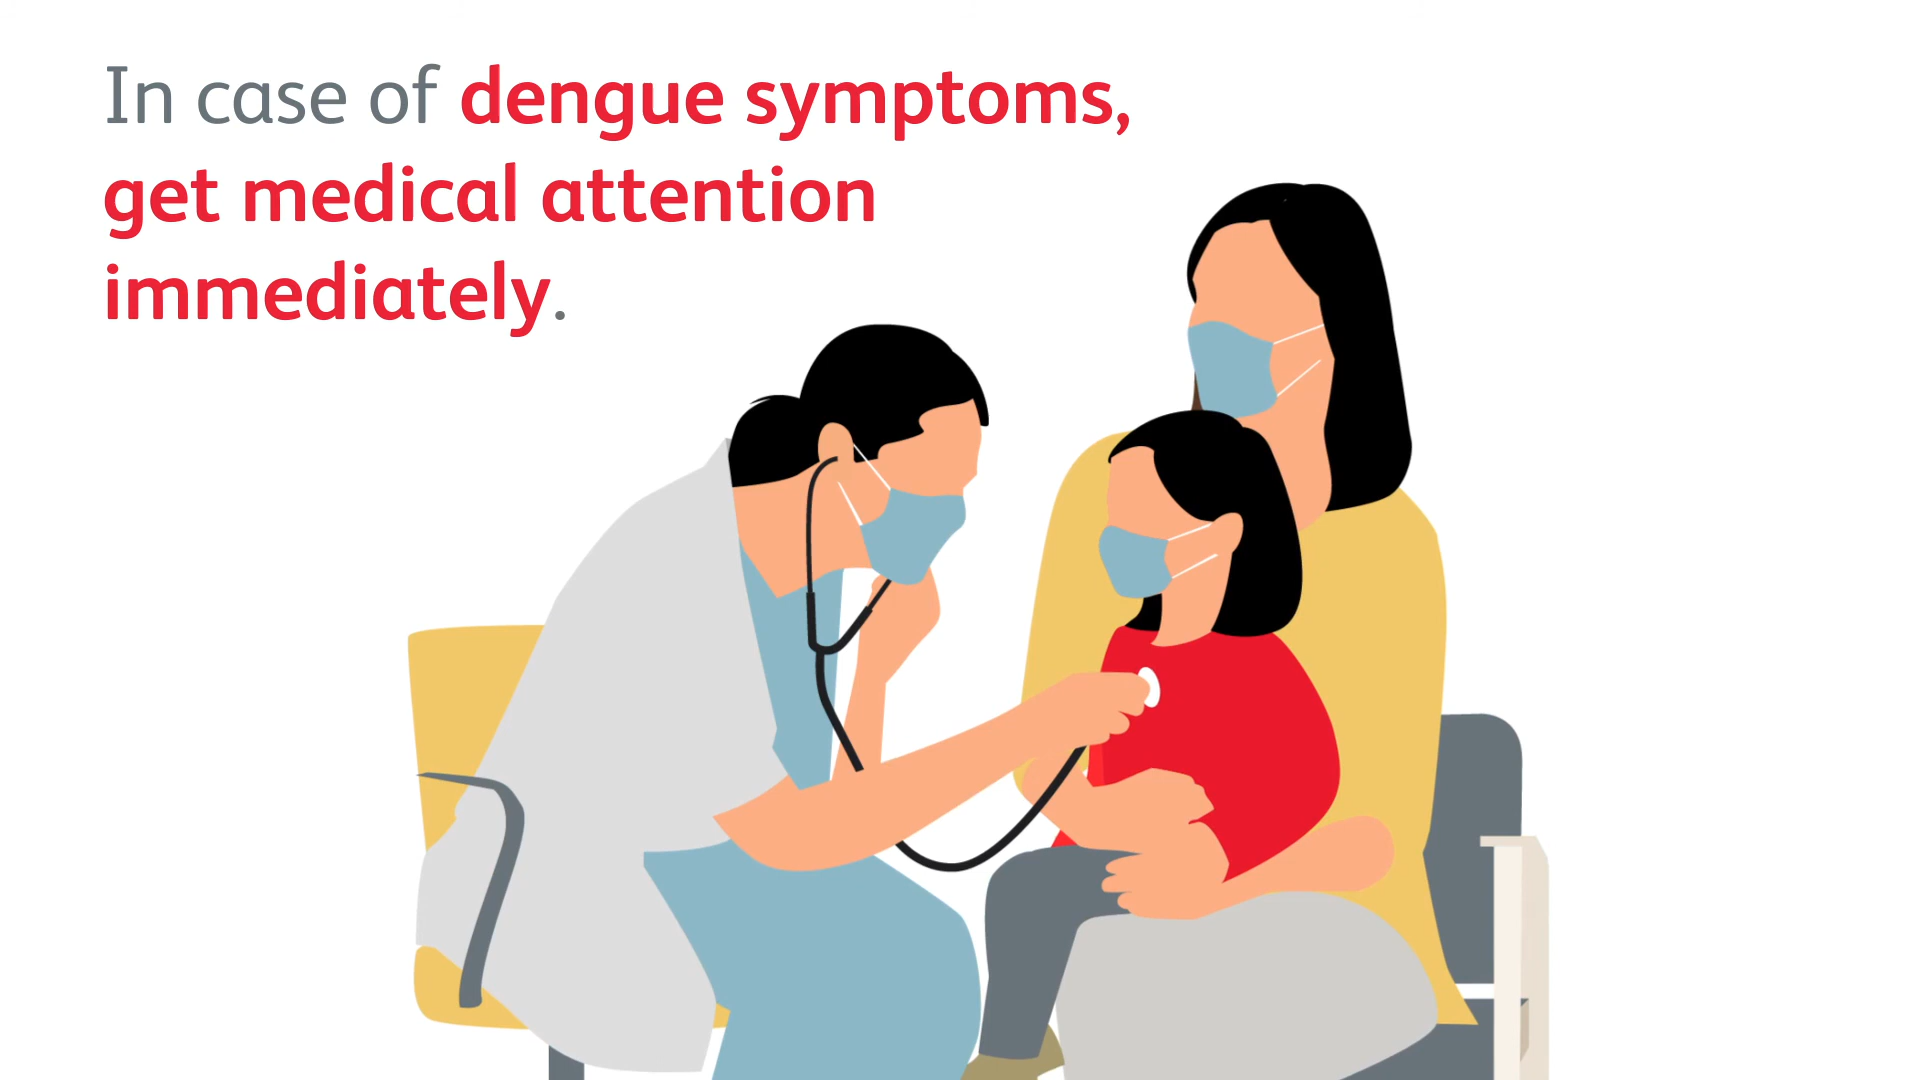 In case of dengue symptoms,
get medical attention
immediately.